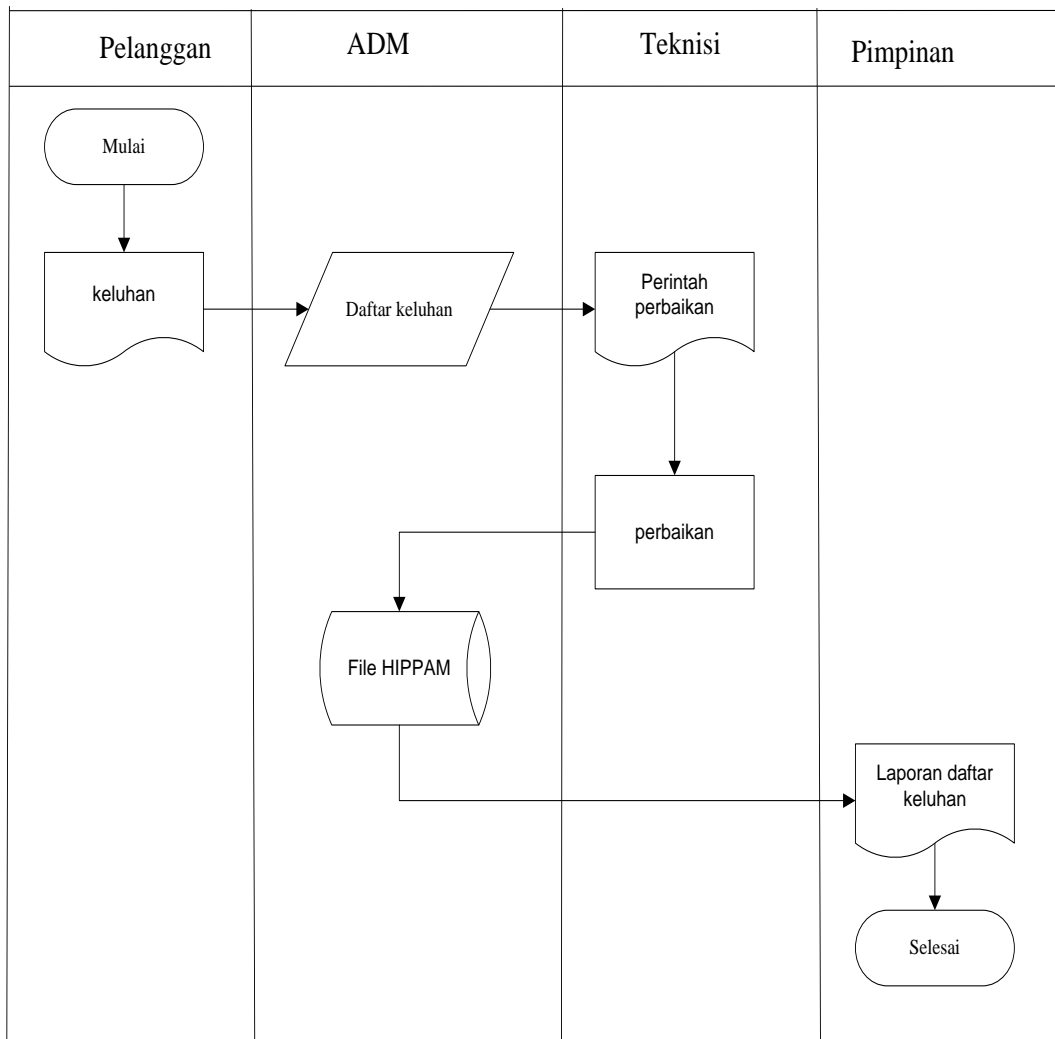 Pelanggan
ADM
Teknisi
Pimpinan
Mulai
keluhan
Daftar keluhan
Perintah
perbaikan
perbaikan
File HIPPAM
Laporan daftar
keluhan
Selesai